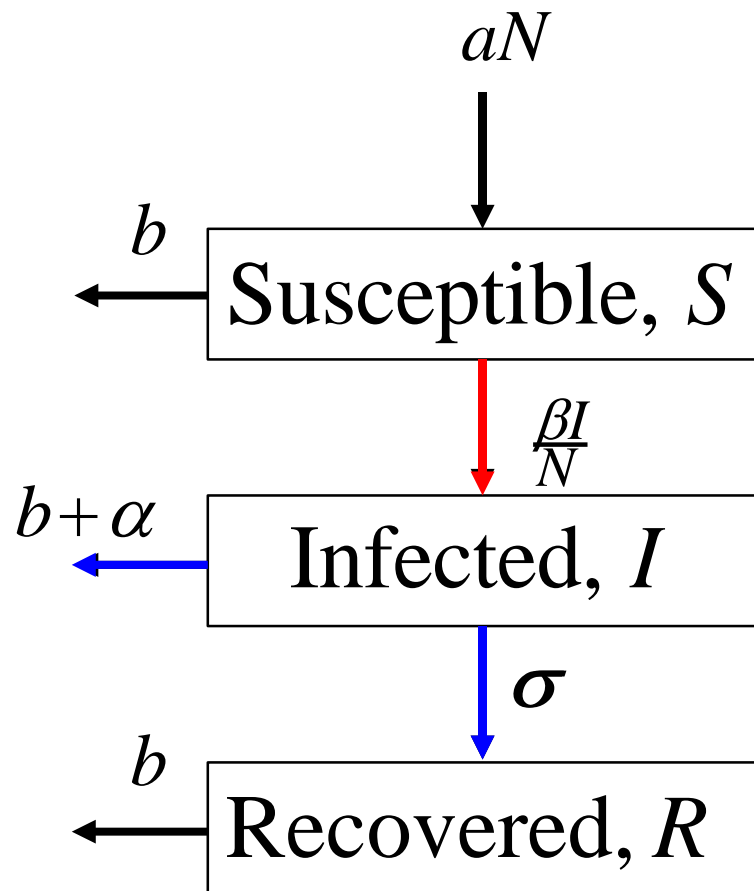 aN
b
Susceptible, S
βI
N
b+α
Infected, I
σ
b
Recovered, R